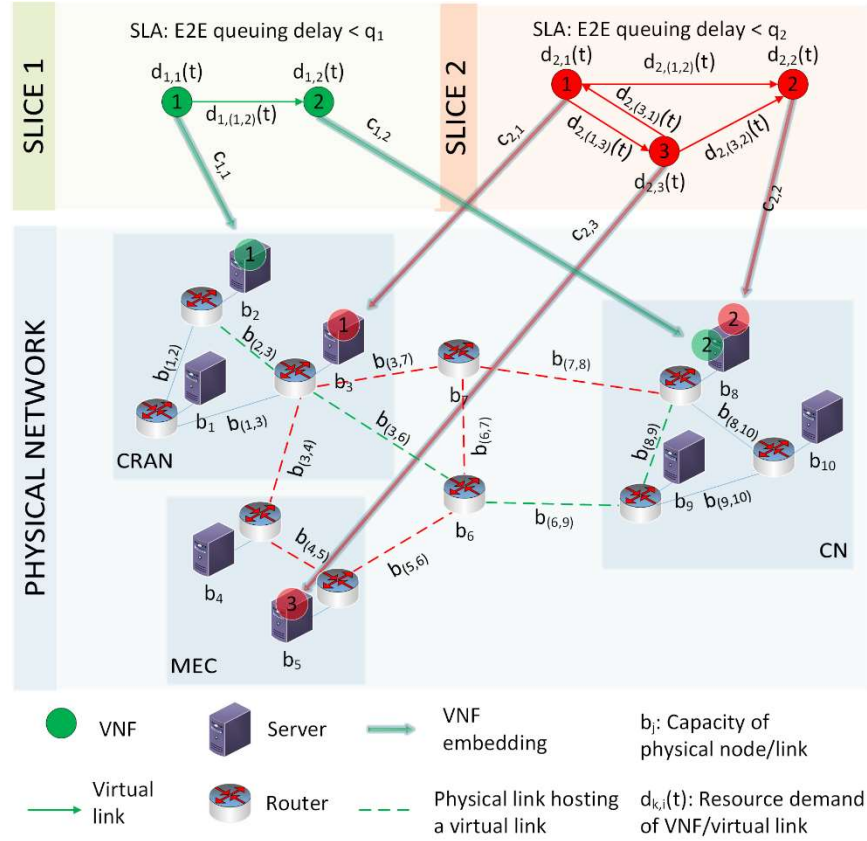 SLICE 1
SLA: E2E queuing delay < q1
d1,1(t)
d1,2(t)
1
2
d1,(1,2)(t)
c1,1
c1,2
SLICE 2
SLA: E2E queuing delay < q2
d2,1(t)
d2,(1,2)(t)
d2,2(t)
1
2
d2,(3,1)(t)
d2,(1,3)(t)
d2,(3,2)(t)
3
d2,3(t)
c2,1
c2,3
c2,2
PHYSICAL NETWORK
1
b2
b(1,2)
b(2,3)
1
b3
b1
b(1,3)
CRAN
b(3,7)
b7
b(7,8)
b(3,6)
b(6,7)
b6
b(3,4)
b(4,5)
b(5,6)
b(6,9)
b4
3
b5
MEC
2
2
b8
b(8,9)
b(8,10)
b10
b9
b(9,10)
CN
VNF
Server
VNF
embedding
bj: Capacity of
physical node/link
Virtual
link
Router
Physical link hosting
a virtual link
dk,i(t): Resource demand
of VNF/virtual link